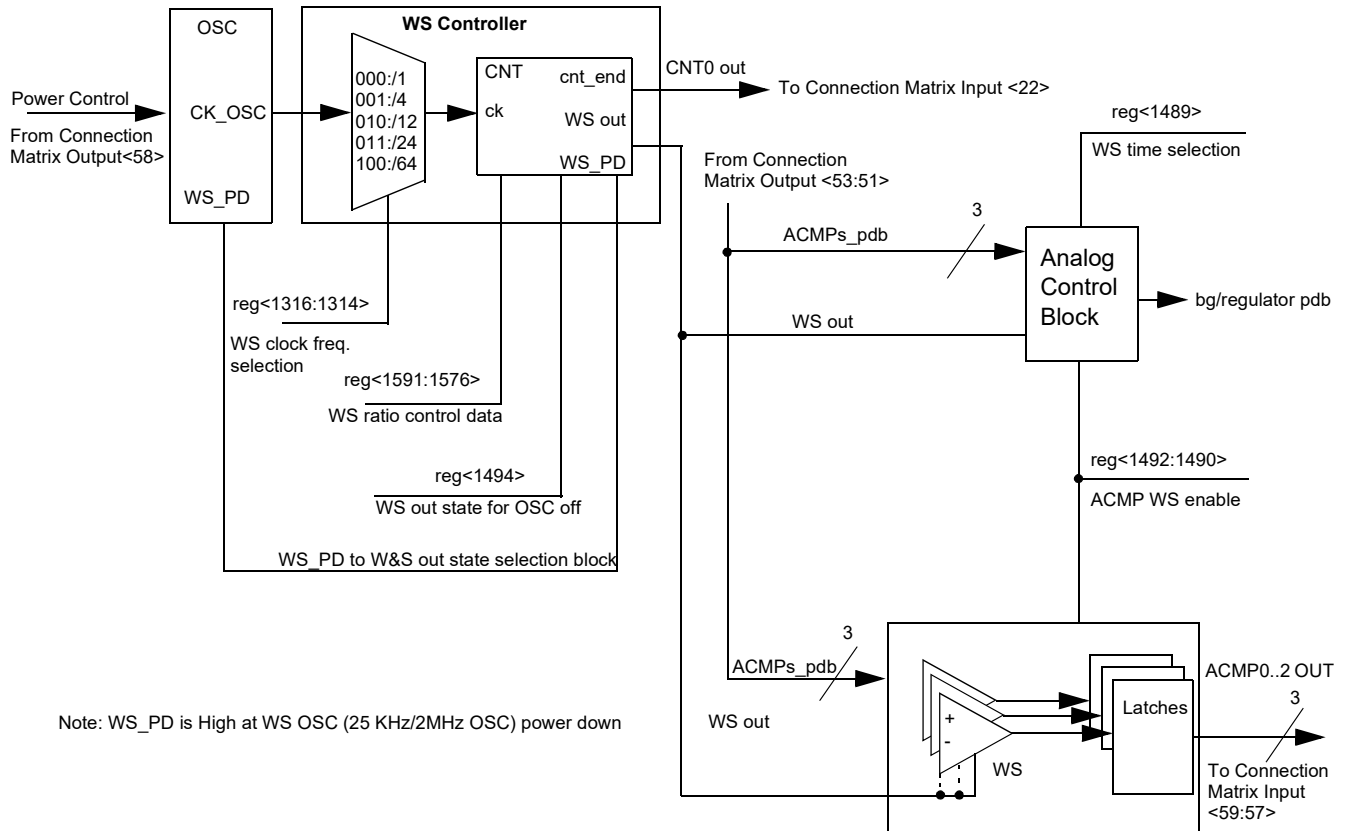 OSC
WS Controller
Power Control
From Connection
Matrix Output<58>
CK_OSC
WS_PD
000:/1
001:/4
010:/12
011:/24
100:/64
CNT
ck
cnt_end
WS out
WS_PD
CNT0 out
To Connection Matrix Input <22>
reg<1489>
WS time selection
From Connection
Matrix Output <53:51>
3
ACMPs_pdb
Analog
Control
Block
bg/regulator pdb
WS out
reg<1316:1314>
WS clock freq.
selection
reg<1591:1576>
WS ratio control data
reg<1494>
WS out state for OSC off
WS_PD to W&S out state selection block
reg<1492:1490>
ACMP WS enable
3
ACMPs_pdb
WS out
+
-
WS
Latches
ACMP0..2 OUT
3
To Connection
Matrix Input
<59:57>
Note: WS_PD is High at WS OSC (25 KHz/2MHz OSC) power down